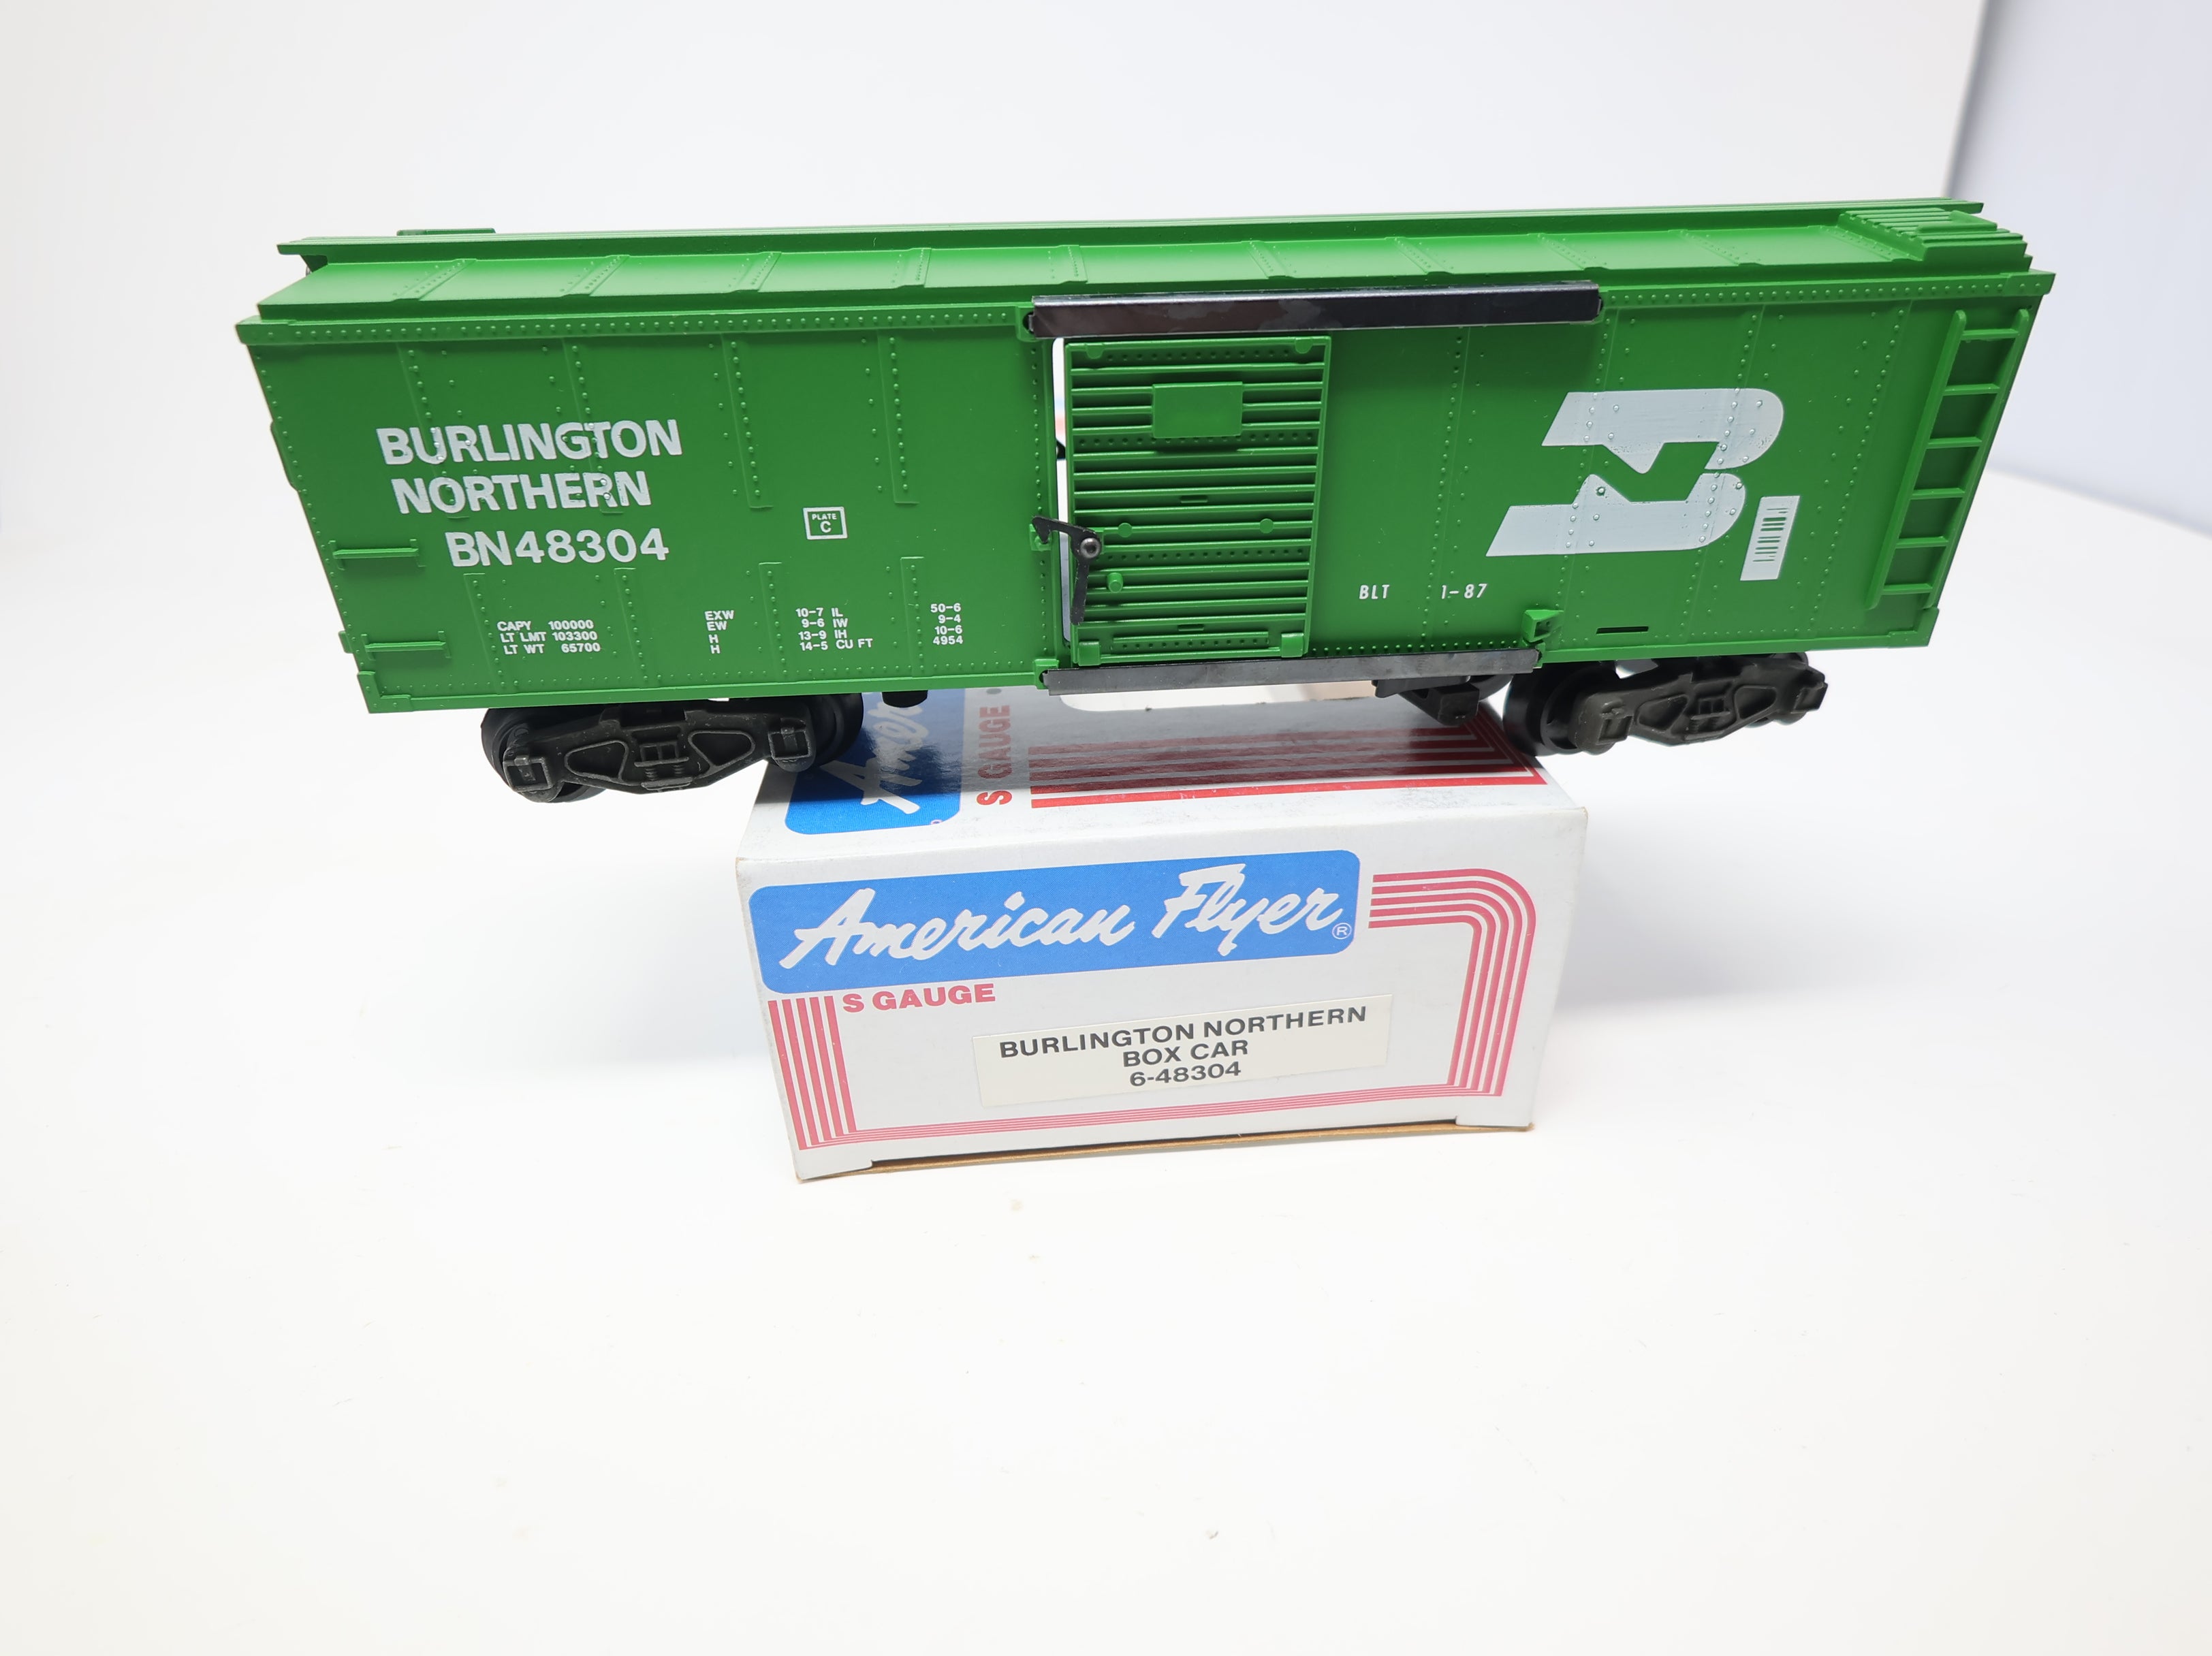 BURLINGTON
NORTHERN
BN48304
PLATE
C
CAPY 100000
LT LMT 103300
LT WT 65700
EXW 10-7 IL 50-6
EW 9-6 IW 9-4
H 13-9 IH 10-6
H 14-5 CU FT 4954
BLT 1-87
Amer
S GAUGE
American Flyer®
S GAUGE
BURLINGTON NORTHERN
BOX CAR
6-48304